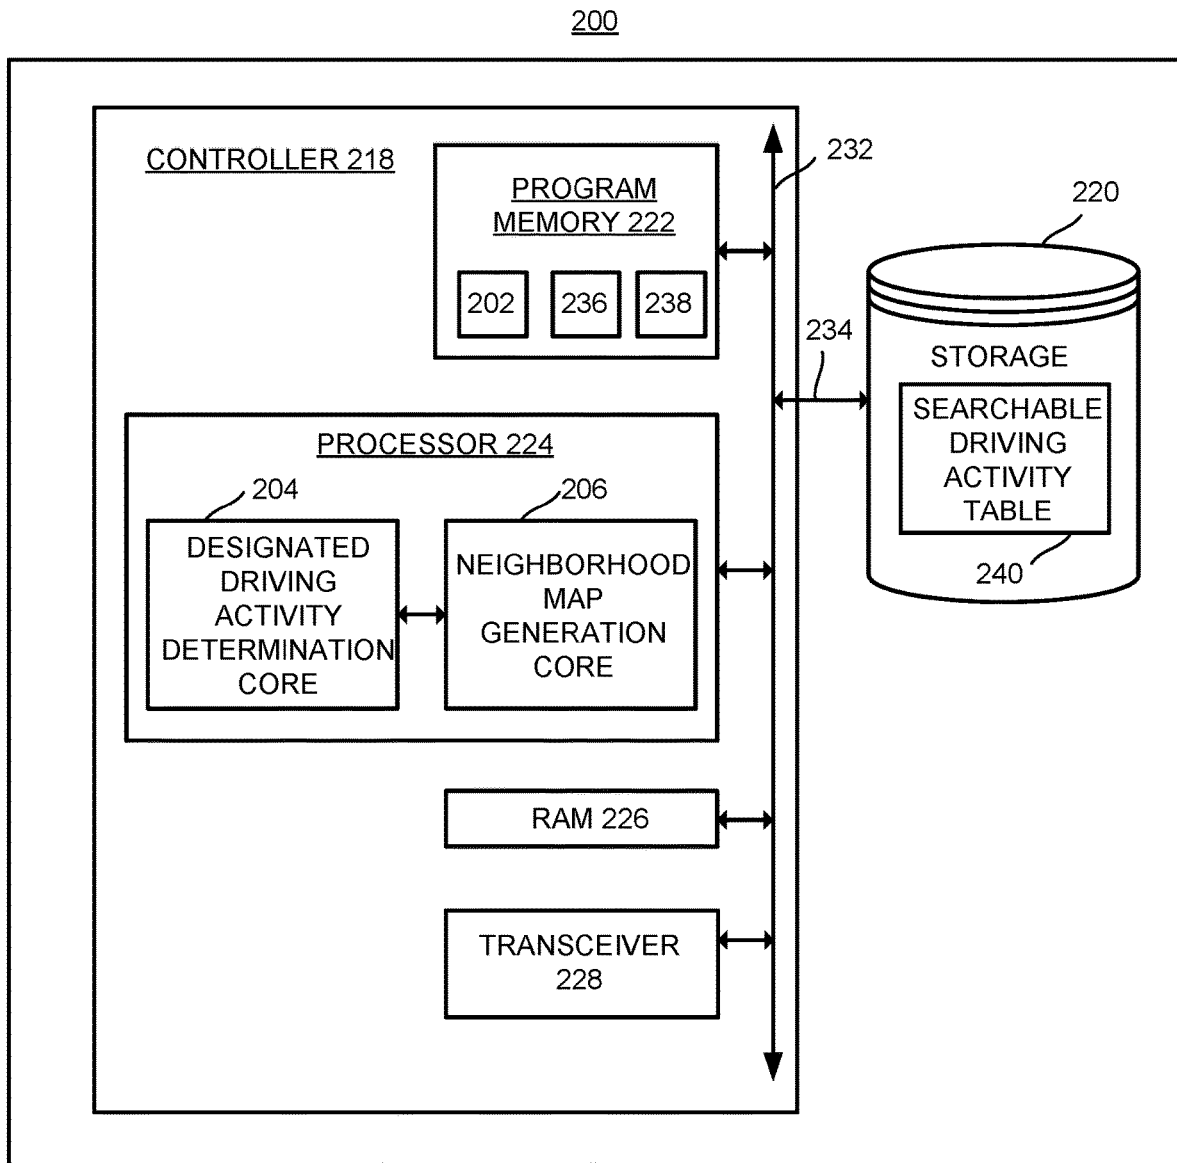 200
CONTROLLER 218
PROGRAM
MEMORY 222
202
236
238
232
220
234
STORAGE
SEARCHABLE
DRIVING
ACTIVITY
TABLE
240
PROCESSOR 224
204
206
DESIGNATED
DRIVING
ACTIVITY
DETERMINATION
CORE
NEIGHBORHOOD
MAP
GENERATION
CORE
RAM 226
TRANSCEIVER
228